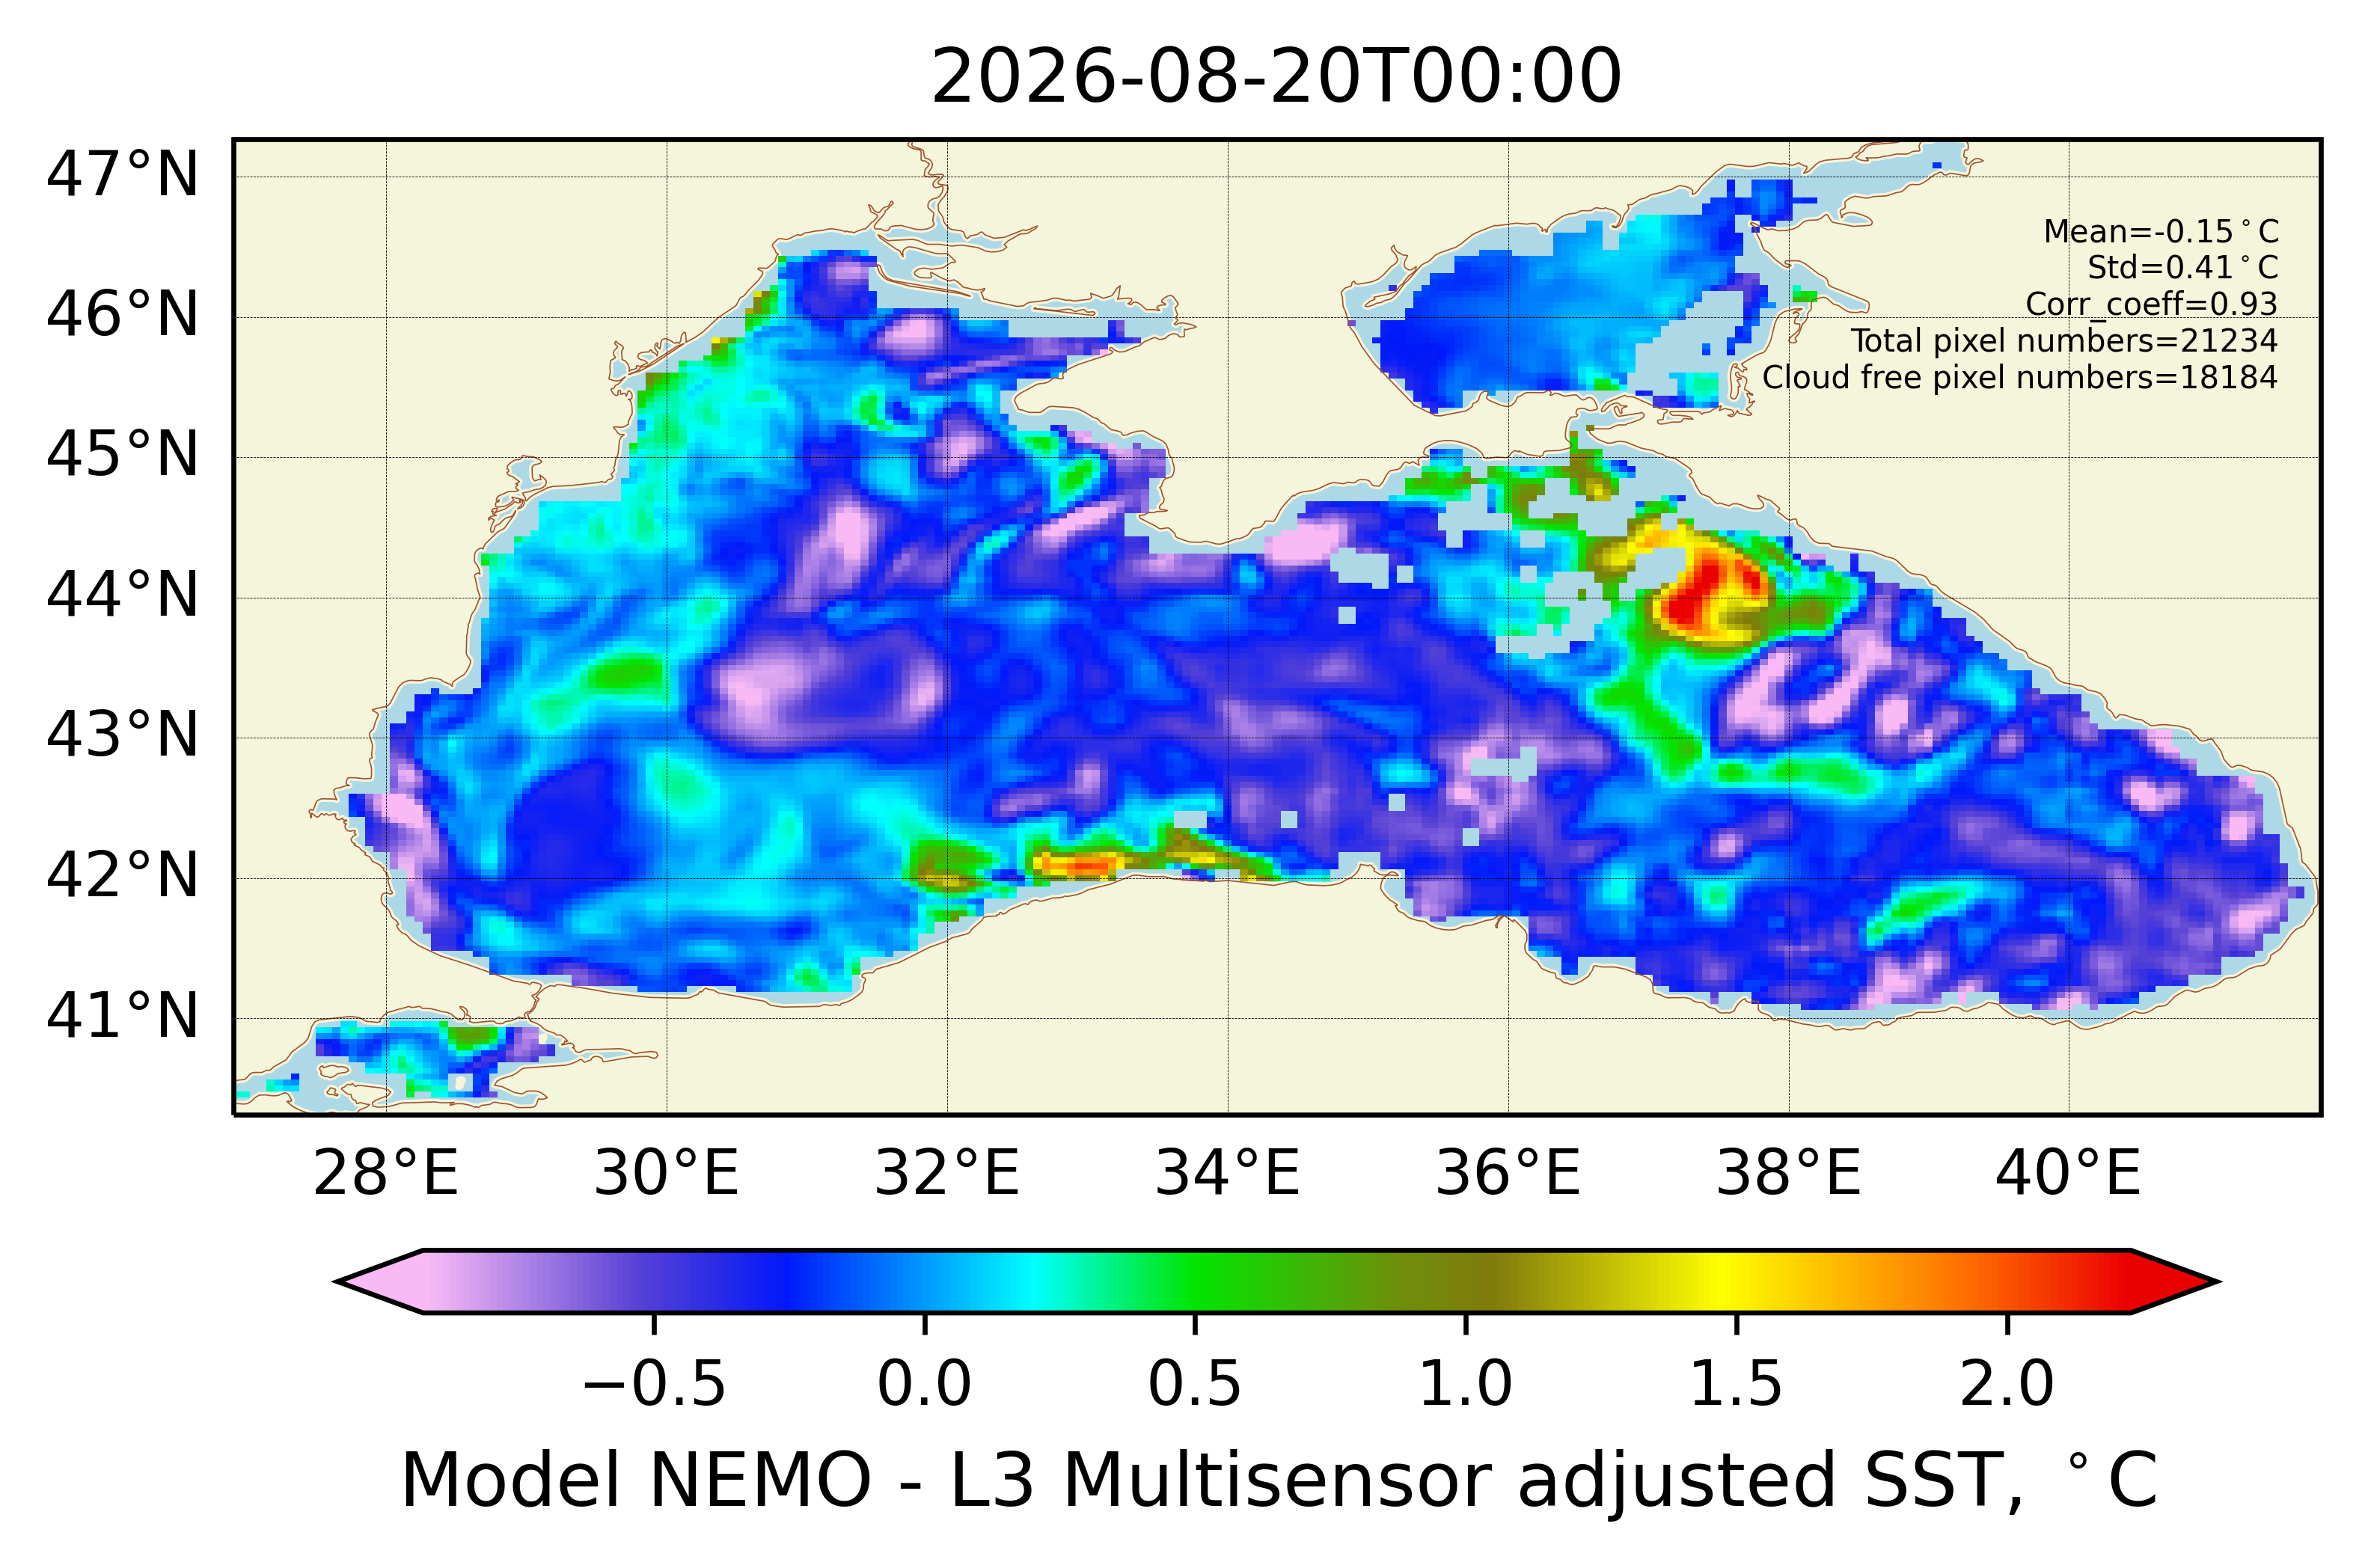 2026-08-20T00:00
47°N
46°N
45°N
44°N
43°N
42°N
41°N
Mean=-0.15°C
Std=0.41°C
Corr_coeff=0.93
Total pixel numbers=21234
Cloud free pixel numbers=18184
28°E 30°E 32°E 34°E 36°E 38°E 40°E
−0.5 0.0 0.5 1.0 1.5 2.0
Model NEMO - L3 Multisensor adjusted SST, °C